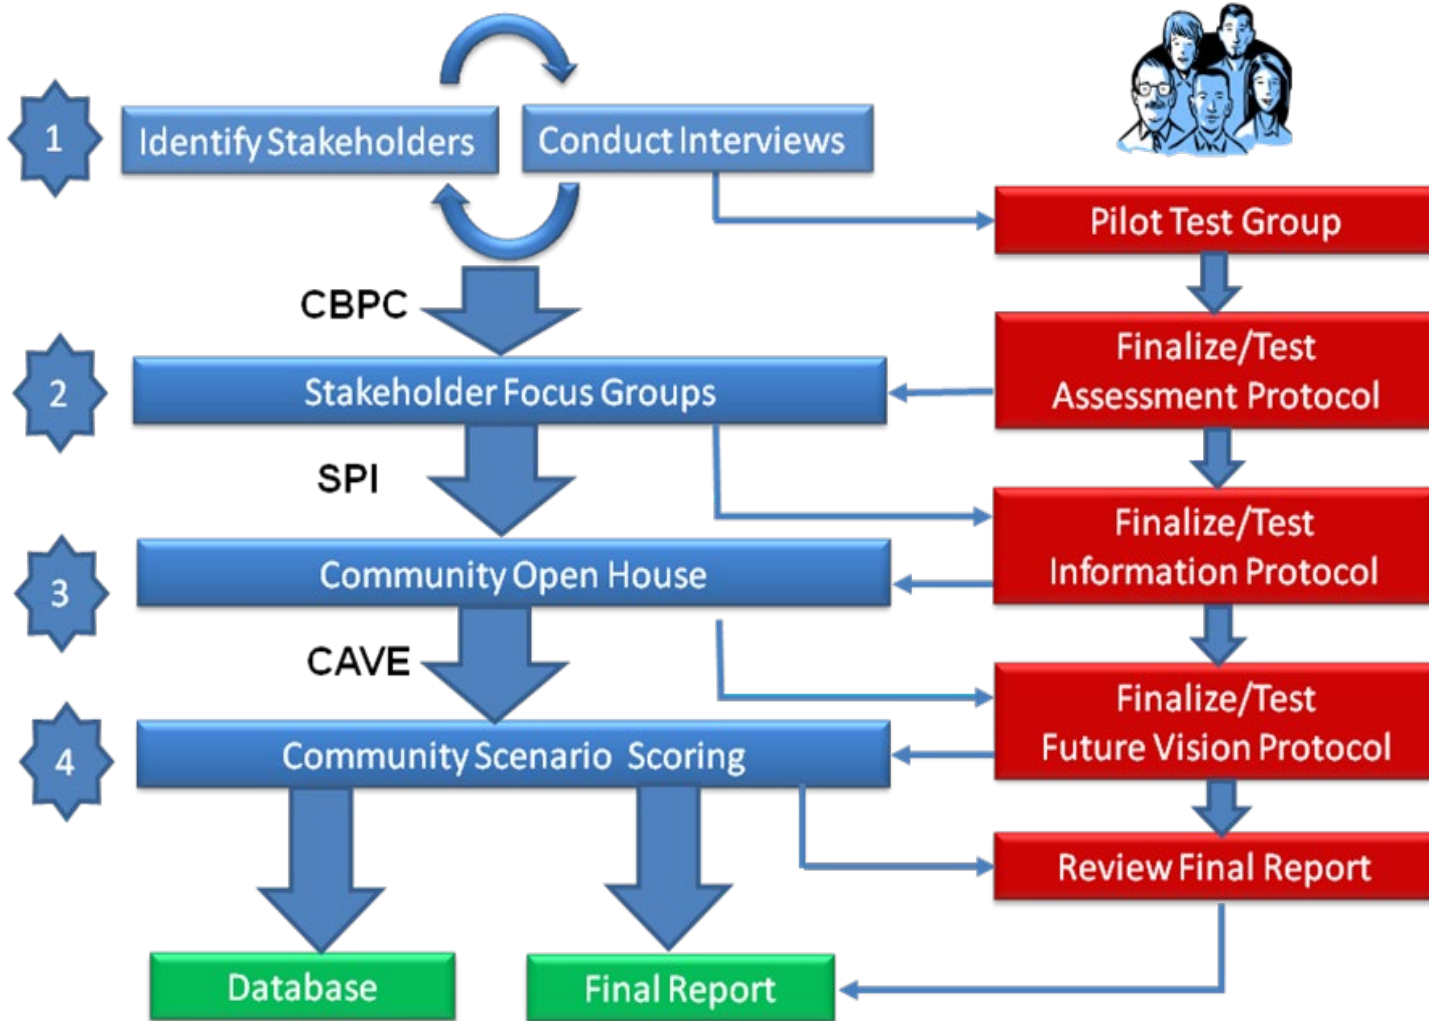 1
Identify Stakeholders
Conduct Interviews
Pilot Test Group
CBPC
Finalize/Test
Assessment Protocol
2
Stakeholder Focus Groups
SPI
Finalize/Test
Information Protocol
3
Community Open House
CAVE
Finalize/Test
Future Vision Protocol
4
Community Scenario Scoring
Review Final Report
Database
Final Report